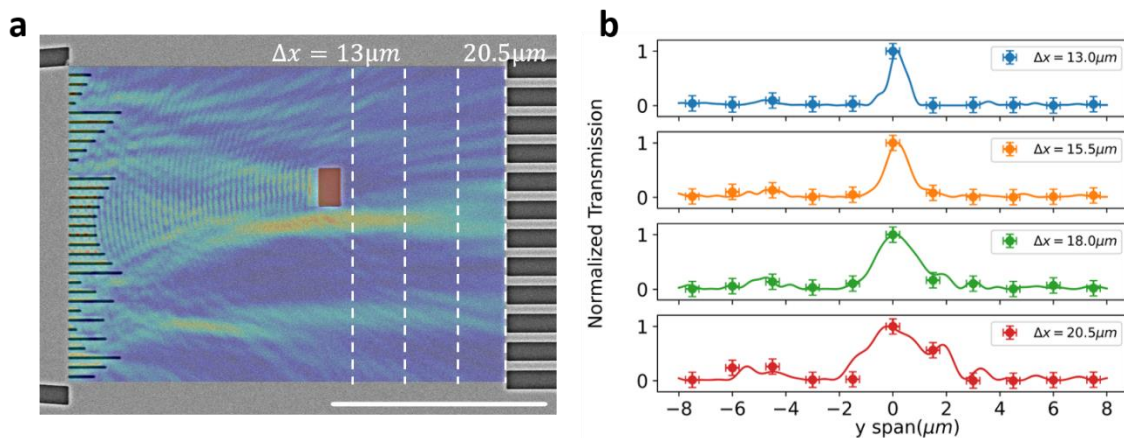 a
Δx = 13μm
20.5μm
b
Normalized Transmission
1
0
Δx = 13.0μm
1
0
Δx = 15.5μm
1
0
Δx = 18.0μm
1
0
Δx = 20.5μm
−8 −6 −4 −2 0 2 4 6 8
y span(μm)